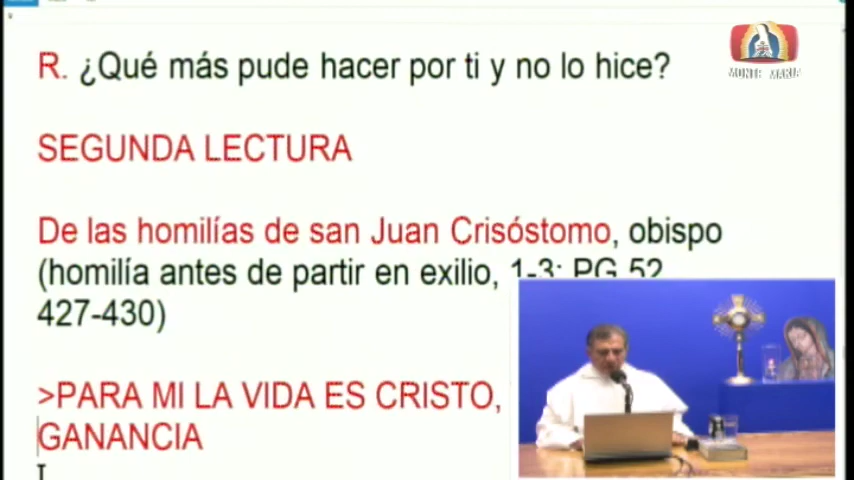 R. ¿Qué más pude hacer por ti y no lo hice?
MONTE MARIA
SEGUNDA LECTURA
De las homilías de san Juan Crisóstomo, obispo
(homilía antes de partir en exilio, 1-3: PG 52
427-430)
>PARA MI LA VIDA ES CRISTO,
GANANCIA